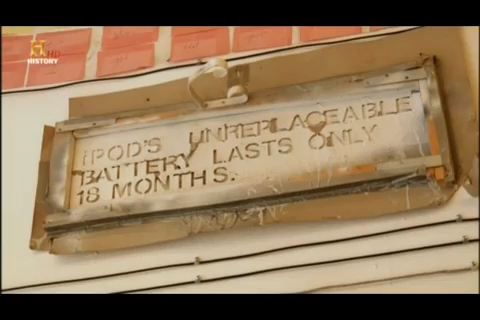 HD
HISTORY
iPOD'S UNREPLACEABLE
BATTERY LASTS ONLY
18 MONTHS.